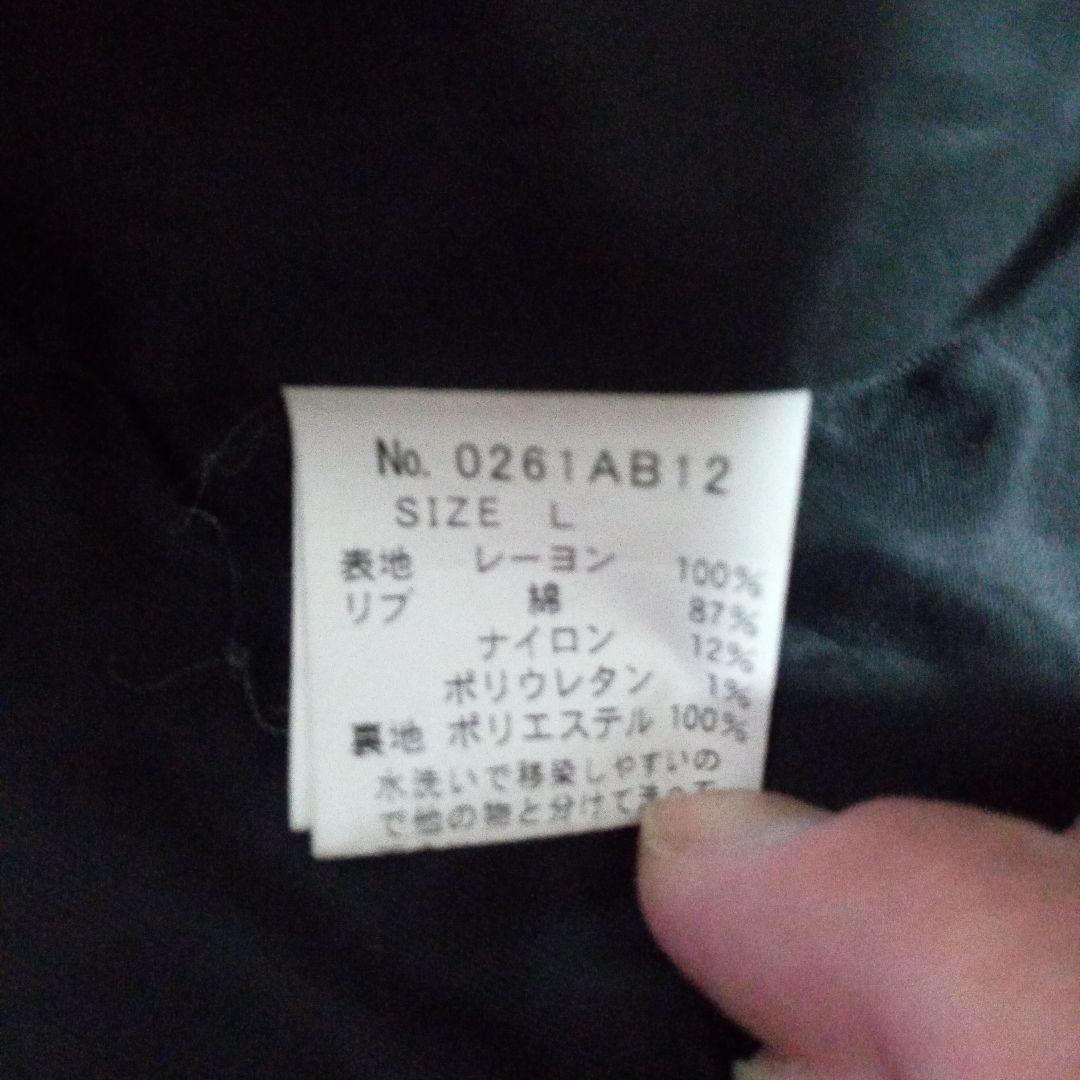 No. 0261AB12
SIZE L
表地 レーヨン 100%
リブ 綿 87%
ナイロン 12%
ポリウレタン 1%
裏地 ポリエステル 100%
水洗いで移染しやすいの
で他の物と分けて